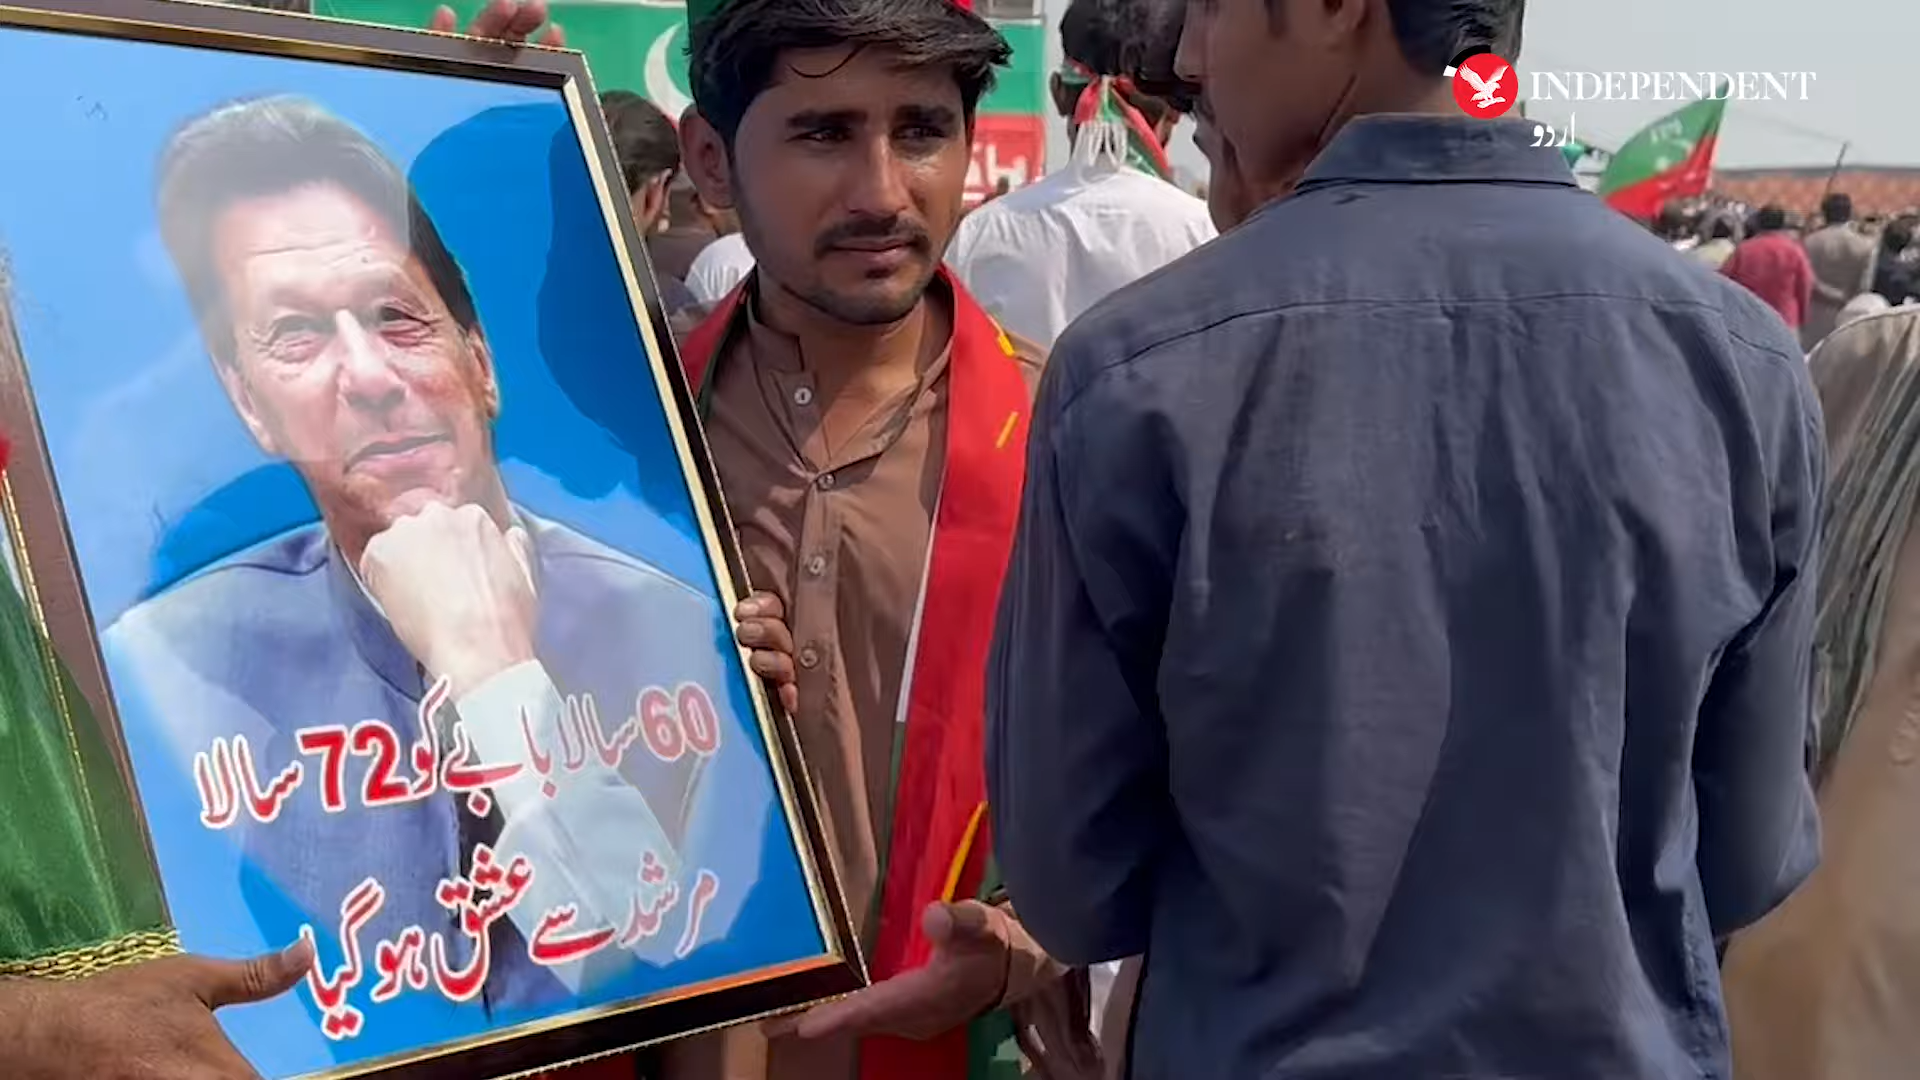 INDEPENDENT
اردو
60 سالا بابے کو 72 سالا
مرشد سے عشق ہو گیا